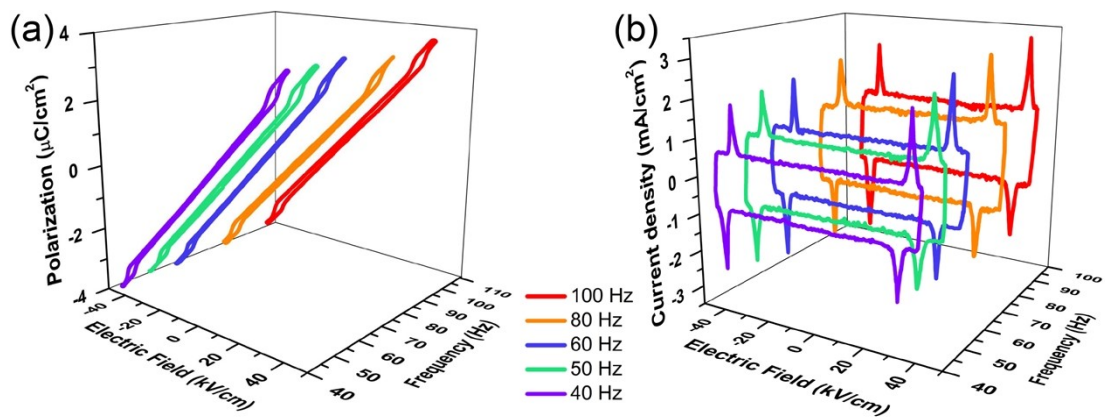 (a)
4
2
0
-2
-4
Polarization (μC/cm²)
-40
-20
0
20
40
Electric Field (kV/cm)
40
50
60
70
80
90
100
110
Frequency (Hz)
100 Hz
80 Hz
60 Hz
50 Hz
40 Hz
(b)
3
2
1
0
-1
-2
-3
Current density (mA/cm²)
-40
-20
0
20
40
Electric Field (kV/cm)
40
50
60
70
80
90
100
Frequency (Hz)